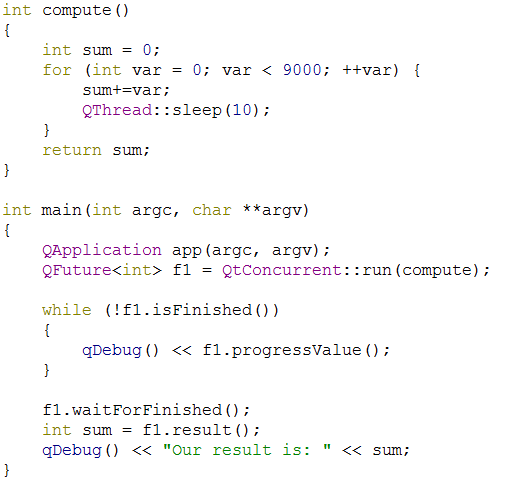 int compute()
{
    int sum = 0;
    for (int var = 0; var < 9000; ++var) {
        sum+=var;
        QThread::sleep(10);
    }
    return sum;
}

int main(int argc, char **argv)
{
    QApplication app(argc, argv);
    QFuture<int> f1 = QtConcurrent::run(compute);

    while (!f1.isFinished())
    {
        qDebug() << f1.progressValue();
    }

    f1.waitForFinished();
    int sum = f1.result();
    qDebug() << "Our result is: " << sum;
}